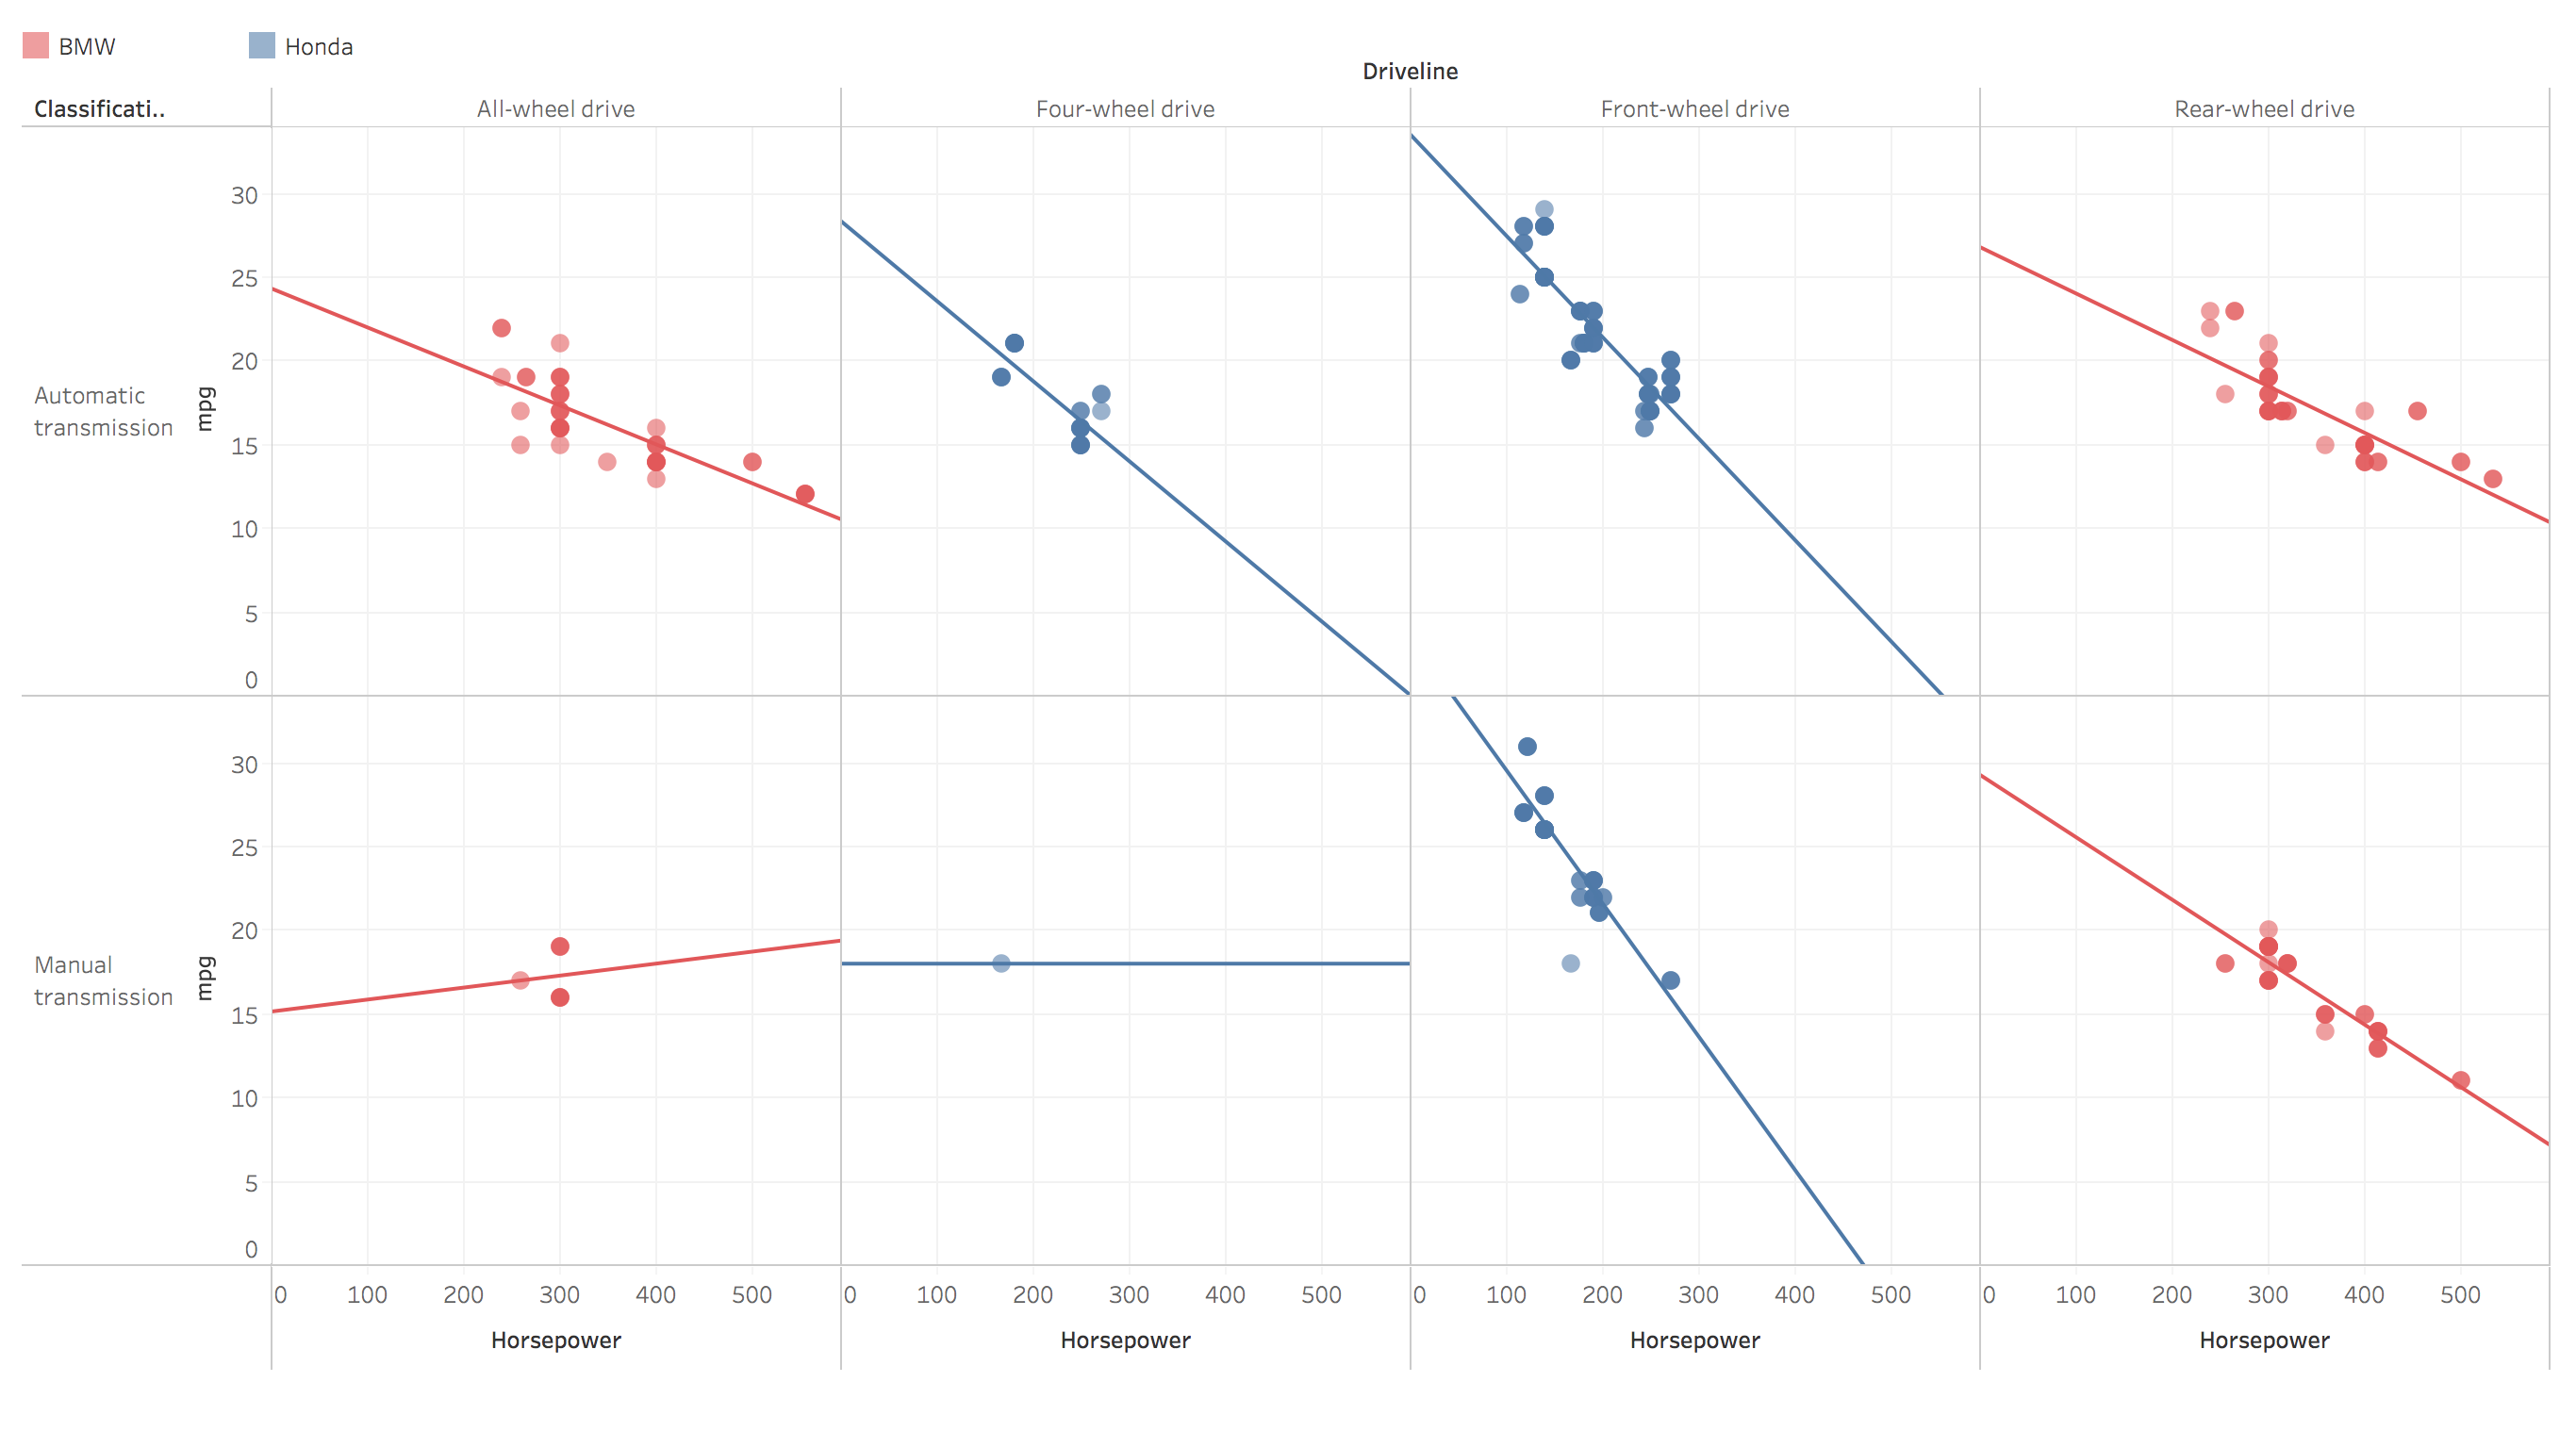 BMW Honda
Driveline
Classificati.. All-wheel drive Four-wheel drive Front-wheel drive Rear-wheel drive
30
25
20
Automatic
transmission
mpg
15
10
5
0
30
25
20
Manual
transmission
mpg
15
10
5
0
0 100 200 300 400 500 0 100 200 300 400 500 0 100 200 300 400 500 0 100 200 300 400 500
Horsepower Horsepower Horsepower Horsepower